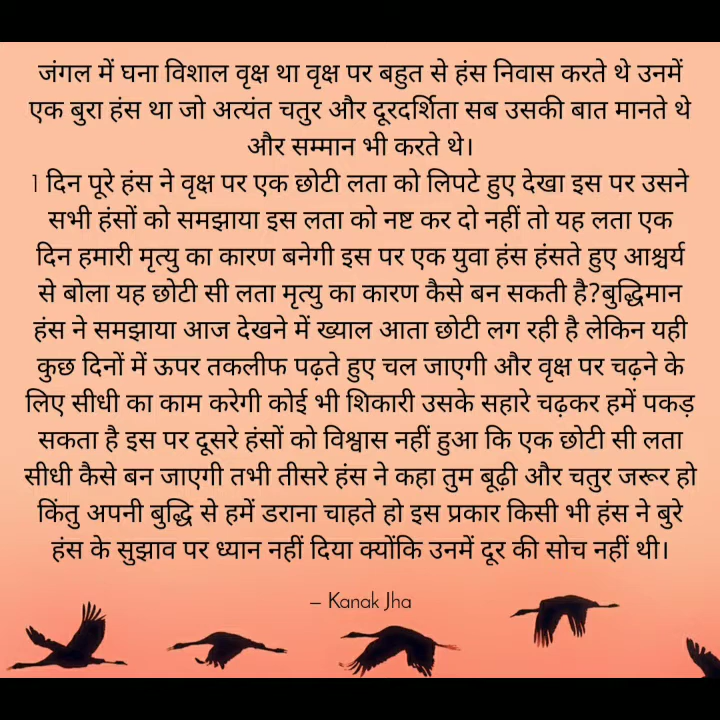 जंगल में घना विशाल वृक्ष था वृक्ष पर बहुत से हंस निवास करते थे उनमें
एक बुरा हंस था जो अत्यंत चतुर और दूरदर्शिता सब उसकी बात मानते थे
और सम्मान भी करते थे।
1 दिन पूरे हंस ने वृक्ष पर एक छोटी लता को लिपटे हुए देखा इस पर उसने
सभी हंसों को समझाया इस लता को नष्ट कर दो नहीं तो यह लता एक
दिन हमारी मृत्यु का कारण बनेगी इस पर एक युवा हंस हंसते हुए आश्चर्य
से बोला यह छोटी सी लता मृत्यु का कारण कैसे बन सकती है?बुद्धिमान
हंस ने समझाया आज देखने में ख्याल आता छोटी लग रही है लेकिन यही
कुछ दिनों में ऊपर तकलीफ पढ़ते हुए चल जाएगी और वृक्ष पर चढ़ने के
लिए सीधी का काम करेगी कोई भी शिकारी उसके सहारे चढ़कर हमें पकड़
सकता है इस पर दूसरे हंसों को विश्वास नहीं हुआ कि एक छोटी सी लता
सीधी कैसे बन जाएगी तभी तीसरे हंस ने कहा तुम बूढ़ी और चतुर जरूर हो
किंतु अपनी बुद्धि से हमें डराना चाहते हो इस प्रकार किसी भी हंस ने बुरे
हंस के सुझाव पर ध्यान नहीं दिया क्योंकि उनमें दूर की सोच नहीं थी।
– Kanak Jha